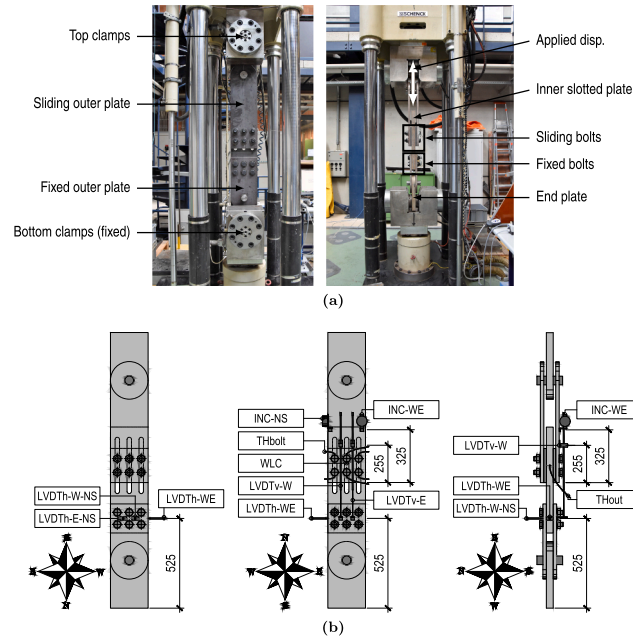 SCHENCK
Top clamps
Sliding outer plate
Fixed outer plate
Bottom clamps (fixed)
Applied disp.
Inner slotted plate
Sliding bolts
Fixed bolts
End plate
(a)
LVDTh-W-NS
LVDTh-E-NS
LVDTh-WE
525
INC-NS
THbolt
WLC
LVDTv-W
LVDTh-WE
INC-WE
LVDTv-E
255
325
525
INC-WE
LVDTv-W
LVDTh-WE
LVDTh-W-NS
THout
255
325
525
(b)